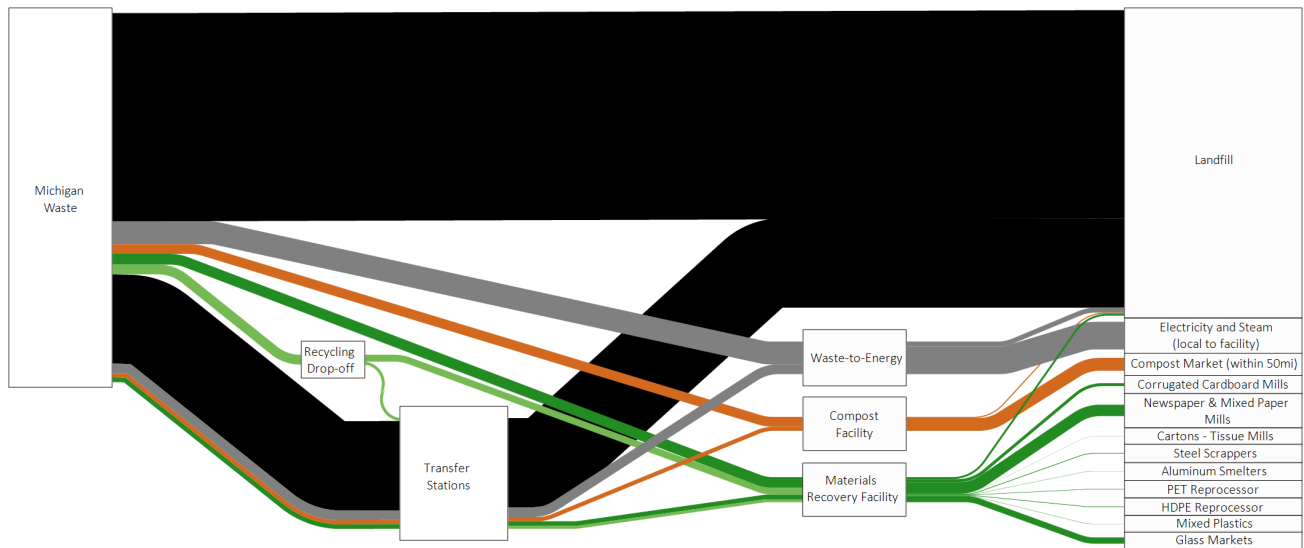 Michigan
Waste
Recycling
Drop-off
Transfer
Stations
Waste-to-Energy
Compost
Facility
Materials
Recovery Facility
Landfill
Electricity and Steam
(local to facility)
Compost Market (within 50mi)
Corrugated Cardboard Mills
Newspaper & Mixed Paper
Mills
Cartons - Tissue Mills
Steel Scrappers
Aluminum Smelters
PET Reprocessor
HDPE Reprocessor
Mixed Plastics
Glass Markets